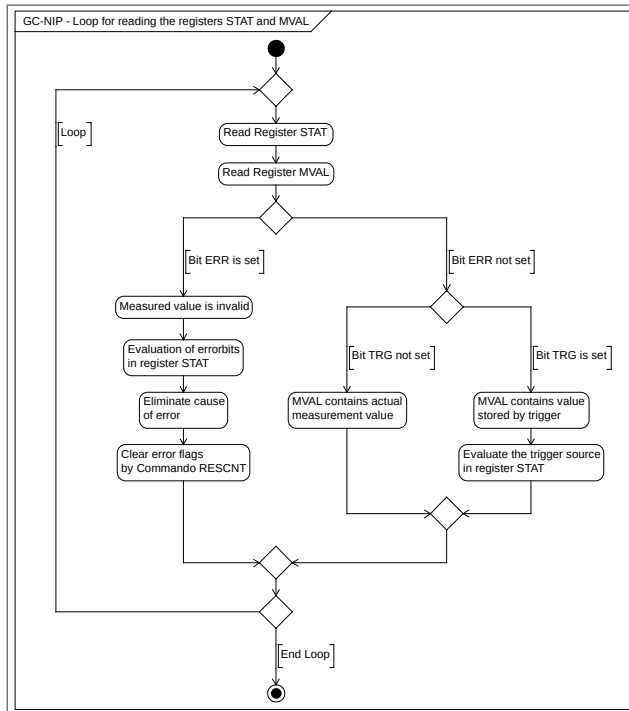 GC-NIP - Loop for reading the registers STAT and MVAL
[Loop]
Read Register STAT
Read Register MVAL
[Bit ERR is set]
[Bit ERR not set]
Measured value is invalid
Evaluation of errorbits
in register STAT
Eliminate cause
of error
Clear error flags
by Commando RESCNT
[Bit TRG not set]
[Bit TRG is set]
MVAL contains actual
measurement value
MVAL contains value
stored by trigger
Evaluate the trigger source
in register STAT
[End Loop]